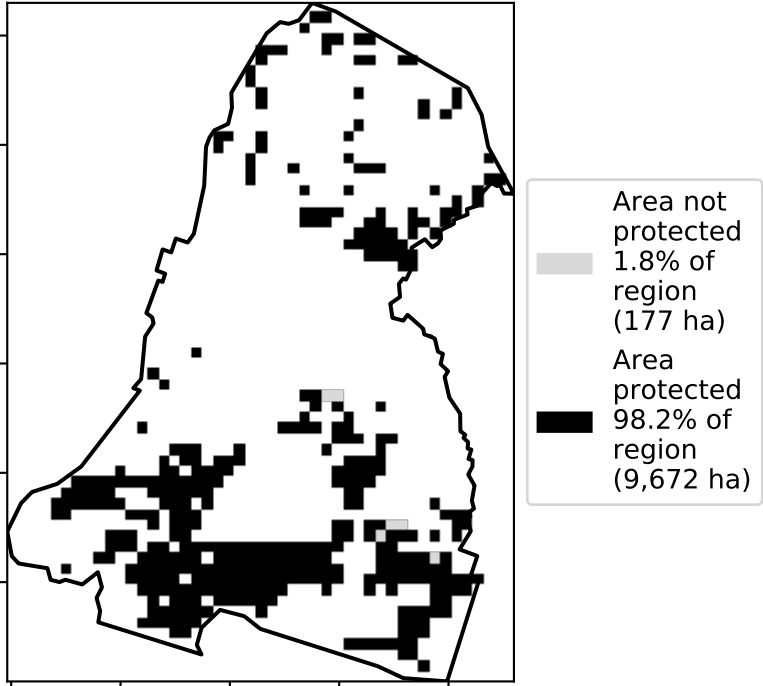 Area not
protected
1.8% of
region
(177 ha)
Area
protected
98.2% of
region
(9,672 ha)